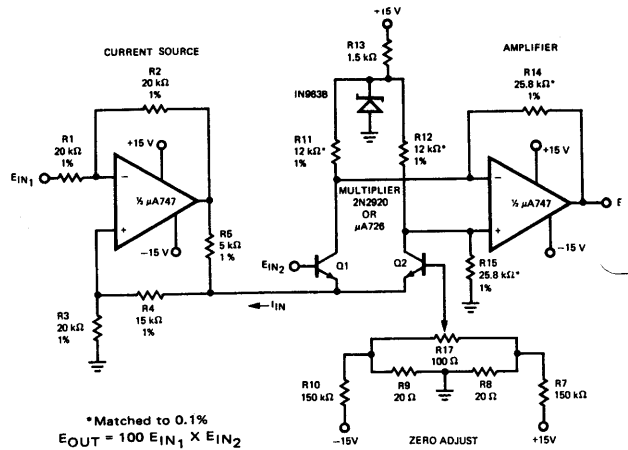 +15 V
CURRENT SOURCE
R13
1.5 kΩ
AMPLIFIER
R2
20 kΩ
1%
R14
25.8 kΩ*
1%
IN963B
R1
20 kΩ
1%
+15 V
R11
12 kΩ*
1%
R12
12 kΩ*
1%
+15 V
EIN1
−
½ μA747
+
−15 V
MULTIPLIER
2N2920
OR
μA726
−
½ μA747
+
−15 V
E
R5
5 kΩ
1 %
EIN2
Q1
Q2
R15
25.8 kΩ*
1%
IIN
R3
20 kΩ
1%
R4
15 kΩ
1%
R17
100 Ω
R10
150 kΩ
R9
20 Ω
R8
20 Ω
R7
150 kΩ
−15V
ZERO ADJUST
+15V
*Matched to 0.1%
EOUT = 100 EIN1 X EIN2